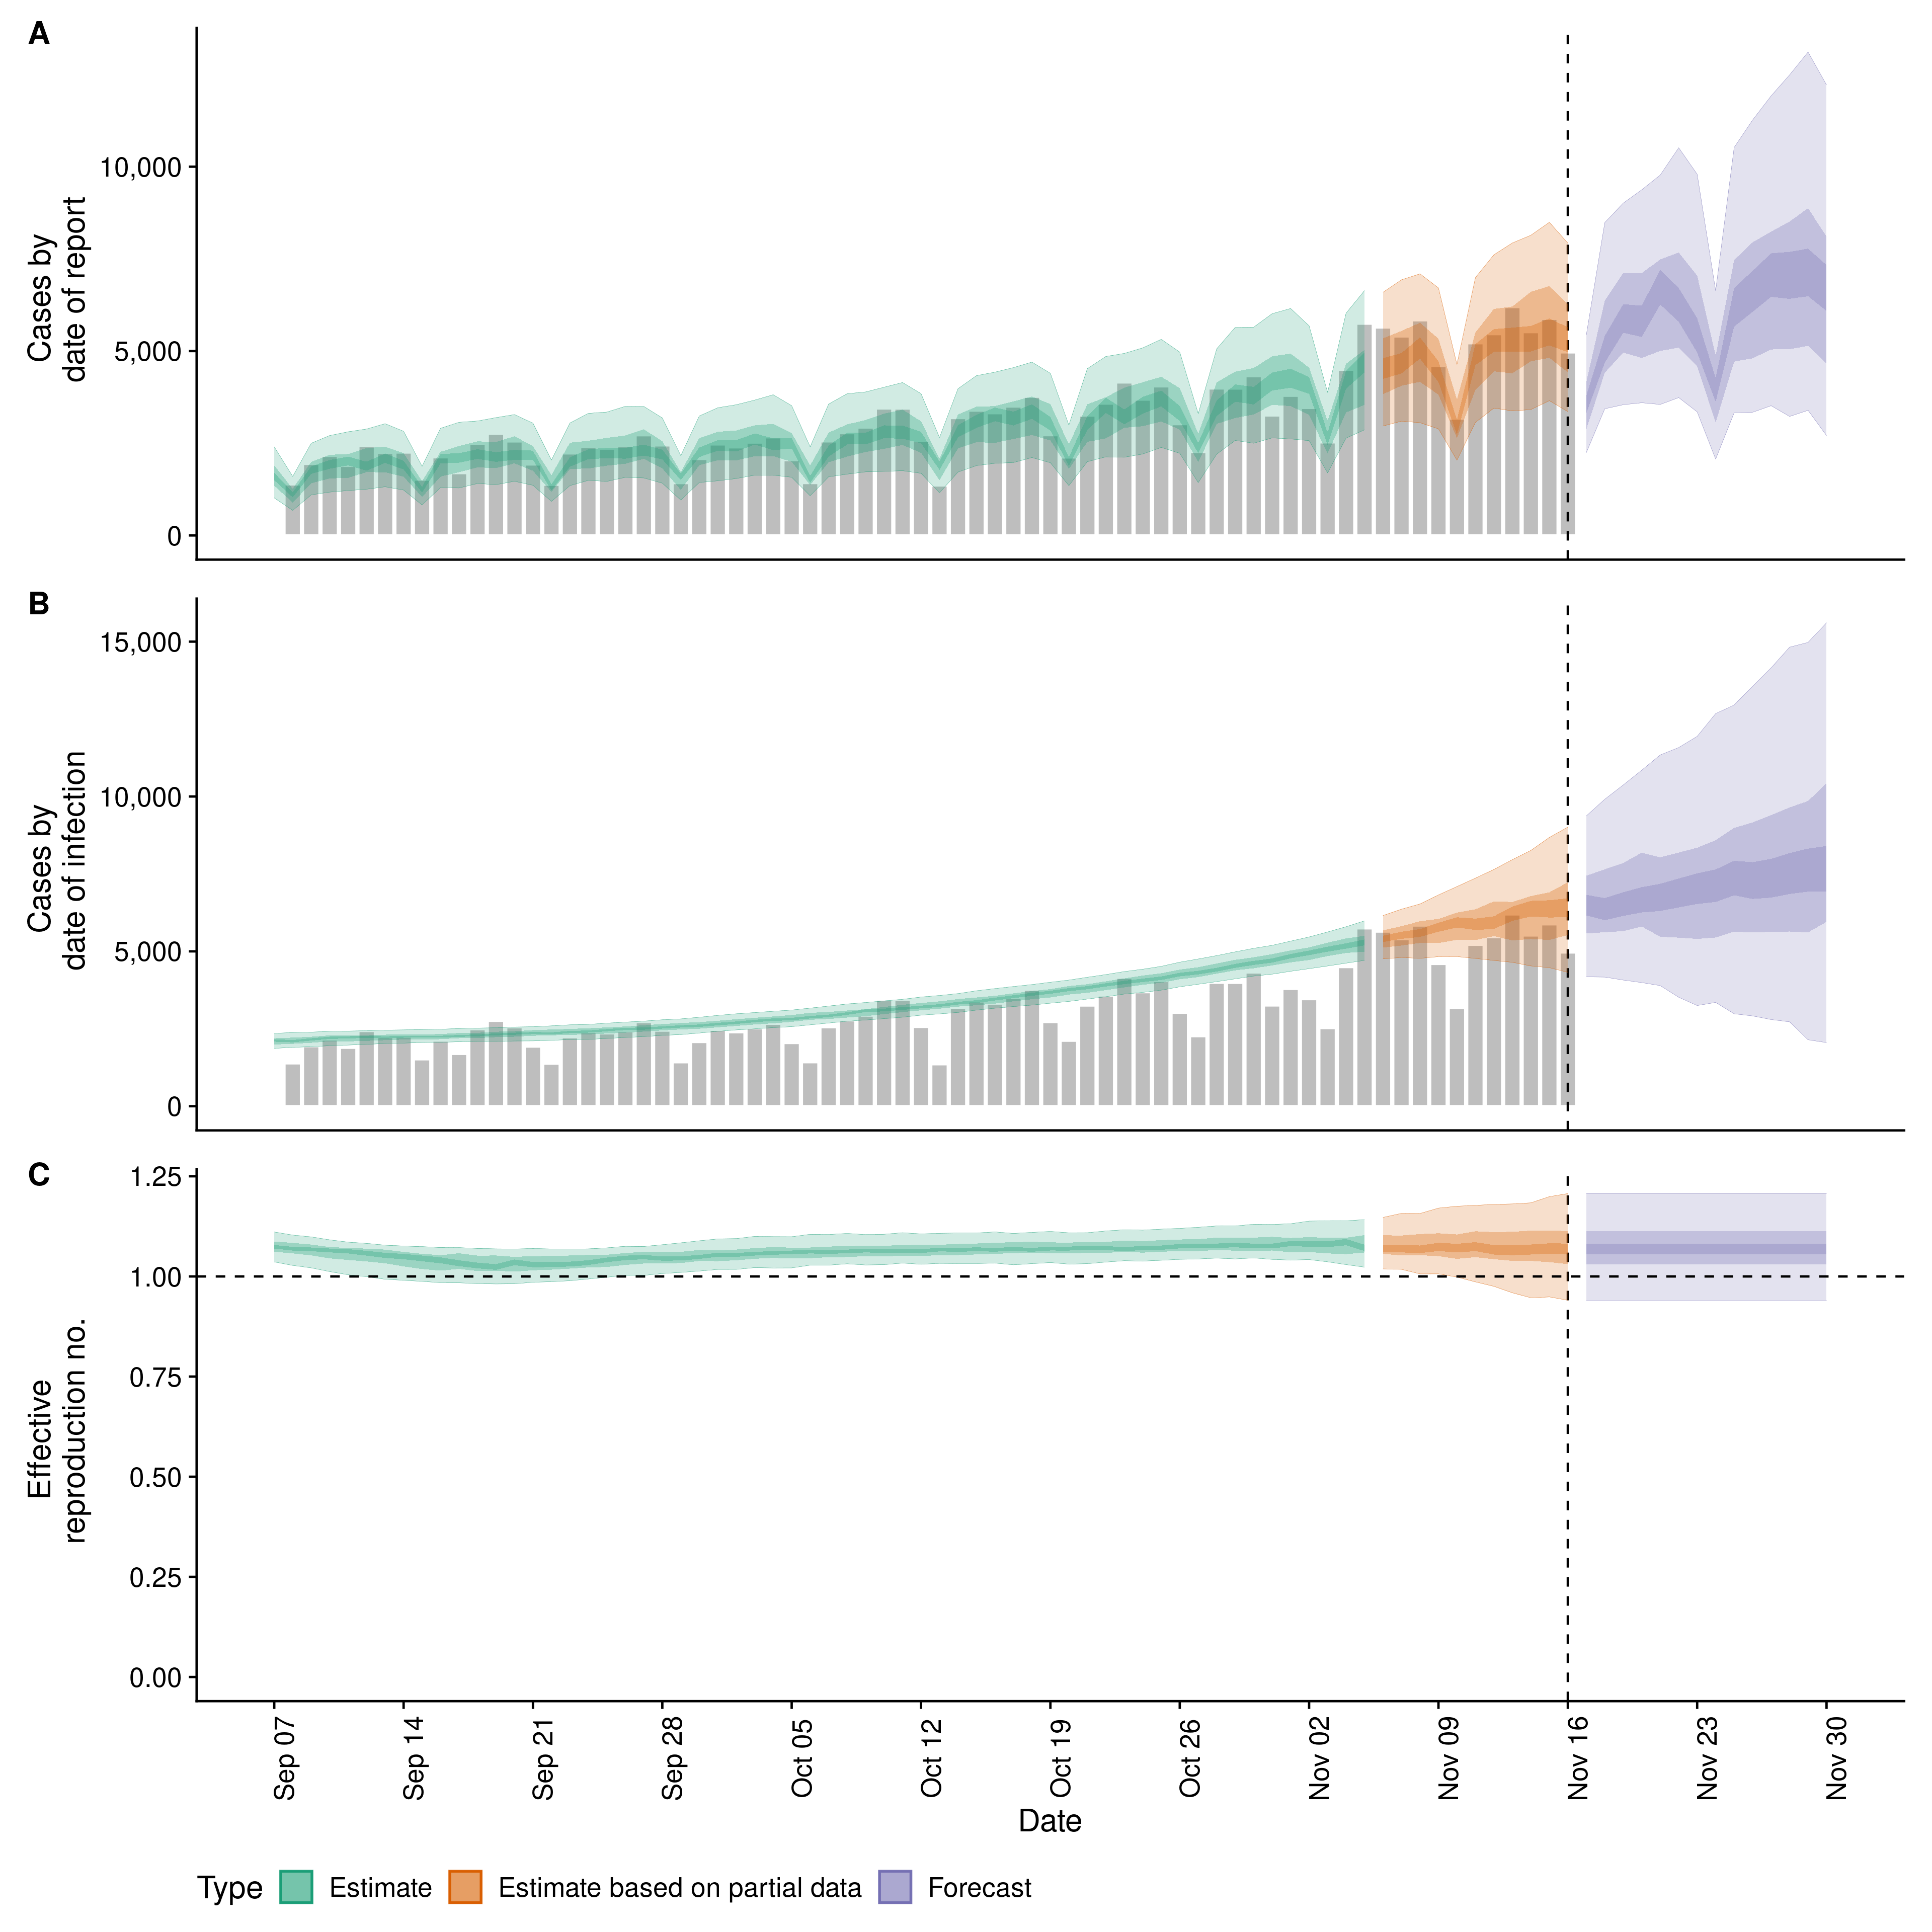 A
Cases by
date of report
10,000
5,000
0
B
Cases by
date of infection
15,000
10,000
5,000
0
C
Effective
reproduction no.
1.25
1.00
0.75
0.50
0.25
0.00
Sep 07
Sep 14
Sep 21
Sep 28
Oct 05
Oct 12
Oct 19
Oct 26
Nov 02
Nov 09
Nov 16
Nov 23
Nov 30
Date
Type Estimate Estimate based on partial data Forecast